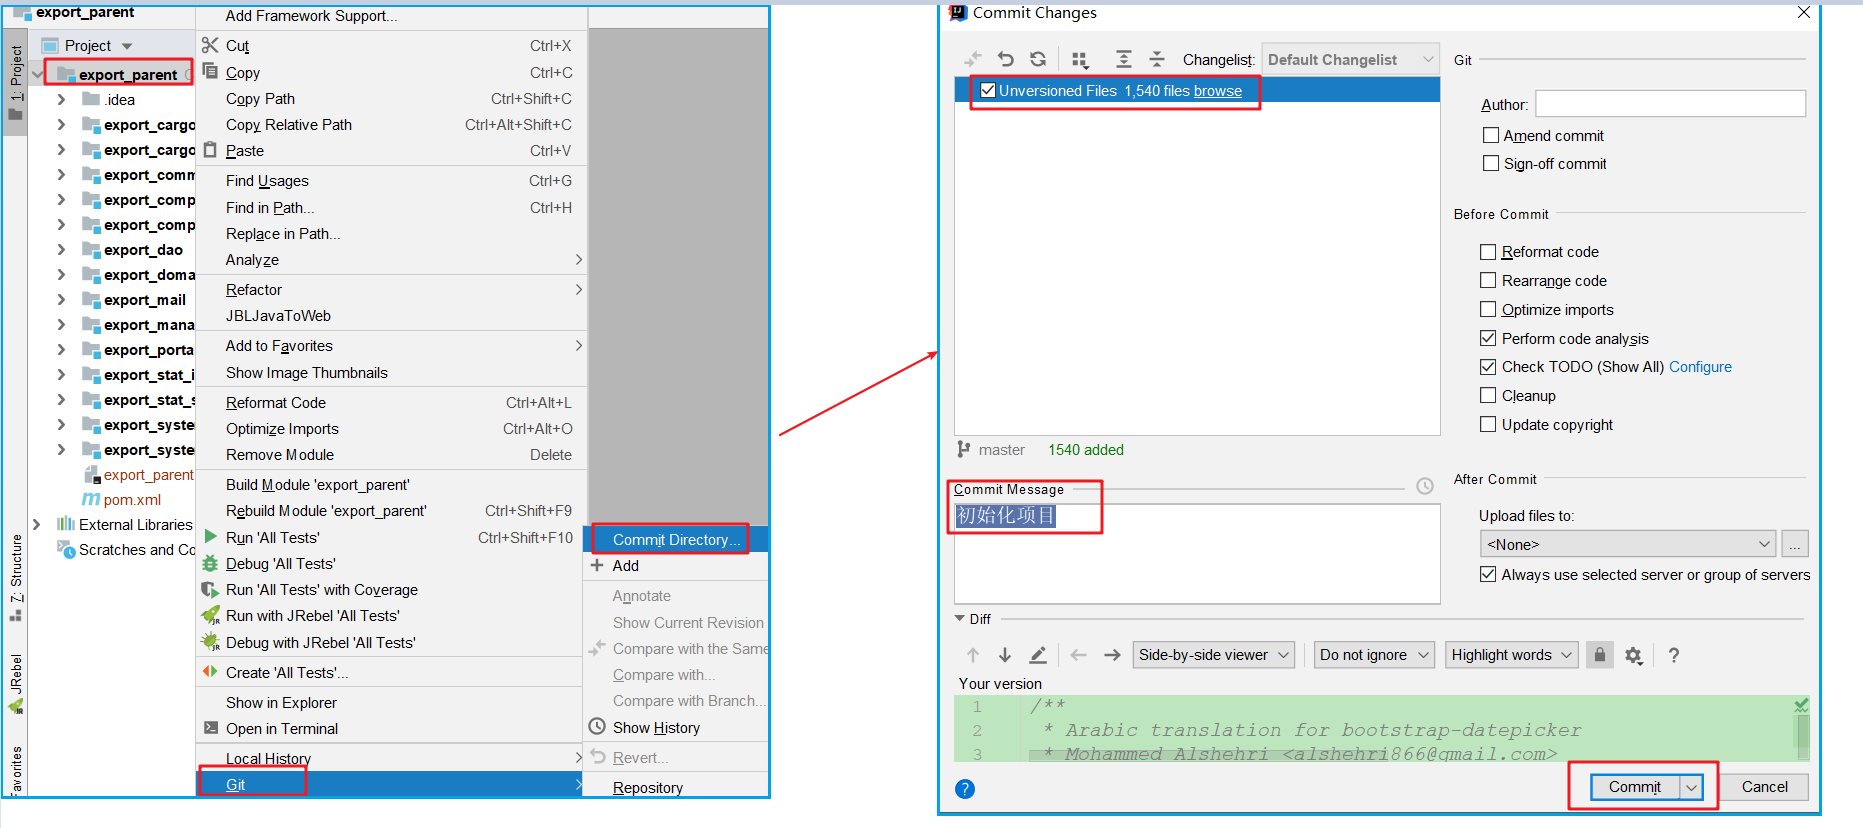 export_parent
Project
1: Project
export_parent
.idea
export_cargo
export_cargo
export_comm
export_comp
export_comp
export_dao
export_doma
export_mail
export_mana
export_porta
export_stat_i
export_stat_s
export_syste
export_syste
export_parent
pom.xml
External Libraries
Scratches and Co
Z: Structure
JRebel
Favorites
Add Framework Support...
Cut Ctrl+X
Copy Ctrl+C
Copy Path Ctrl+Shift+C
Copy Relative Path Ctrl+Alt+Shift+C
Paste Ctrl+V
Find Usages Ctrl+G
Find in Path... Ctrl+H
Replace in Path...
Analyze
Refactor
JBLJavaToWeb
Add to Favorites
Show Image Thumbnails
Reformat Code Ctrl+Alt+L
Optimize Imports Ctrl+Alt+O
Remove Module Delete
Build Module 'export_parent'
Rebuild Module 'export_parent' Ctrl+Shift+F9
Run 'All Tests' Ctrl+Shift+F10
Debug 'All Tests'
Run 'All Tests' with Coverage
Run with JRebel 'All Tests'
Debug with JRebel 'All Tests'
Create 'All Tests'...
Show in Explorer
Open in Terminal
Local History
Git
Commit Directory...
Add
Annotate
Show Current Revision
Compare with the Same
Compare with...
Compare with Branch...
Show History
Revert...
Repository
Commit Changes
Changelist: Default Changelist
Unversioned Files 1,540 files browse
master 1540 added
Commit Message
初始化项目
Git
Author:
Amend commit
Sign-off commit
Before Commit
Reformat code
Rearrange code
Optimize imports
Perform code analysis
Check TODO (Show All) Configure
Cleanup
Update copyright
After Commit
Upload files to:
<None>
...
Always use selected server or group of servers
Diff
Side-by-side viewer Do not ignore Highlight words ?
Your version
1 /**
2 * Arabic translation for bootstrap-datepicker
3 * Mohammed Alshehri <alshehri866@gmail.com>
? Commit Cancel